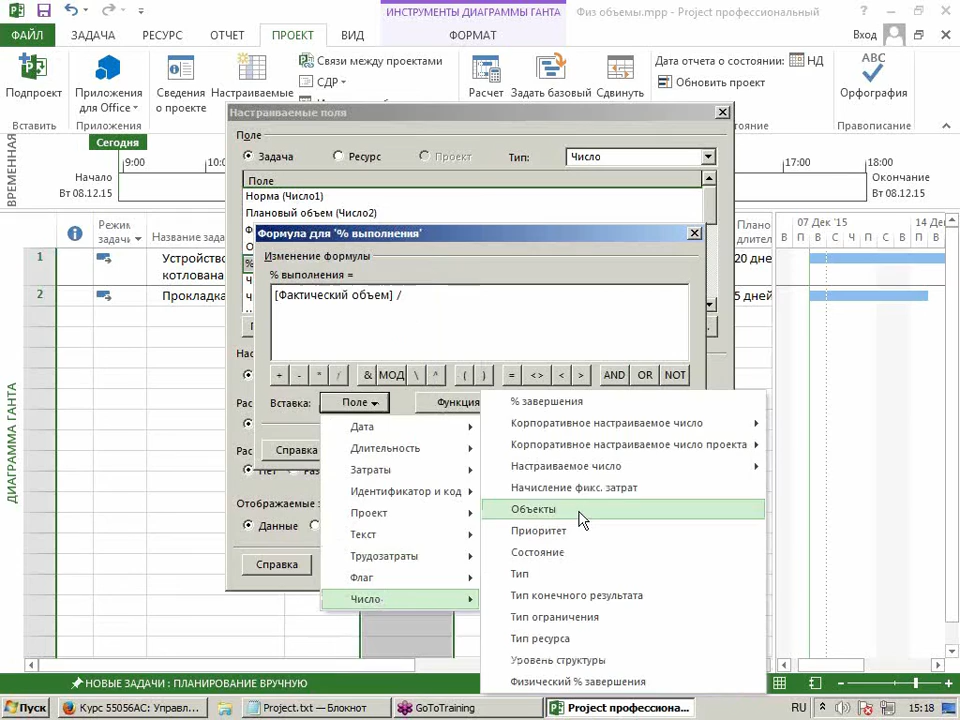 ИНСТРУМЕНТЫ ДИАГРАММЫ ГАНТА
Физ объемы.mpp - Project профессиональный
ФАЙЛ
ЗАДАЧА
РЕСУРС
ОТЧЕТ
ПРОЕКТ
ВИД
ФОРМАТ
Вход
Подпроект
Приложения для Office
Сведения о проекте
Настраиваемые
Связи между проектами
СДР
Расчет
Задать базовый
Сдвинуть
Дата отчета о состоянии:
НД
Обновить проект
ABC
Орфография
Вставить
Приложения
Правописание
ВРЕМЕННАЯ
Сегодня
9:00
17:00
18:00
Начало
Вт 08.12.15
Окончание
Вт 08.12.15
Режим задачи
Название зада
07 Дек '15
14 Де
П В С Ч П С В П В
1
Устройство котлована
20 дне
2
Прокладка
5 дней
ДИАГРАММА ГАНТА
Настраиваемые поля
Поле
Задача
Ресурс
Проект
Тип:
Число
Поле
Норма (Число1)
Плановый объем (Число2)
Формула для '% выполнения'
Изменение формулы
% выполнения =
[Фактический объем] /
+ - * / & МОД \ ^ ( ) = <> < > AND OR NOT
Вставка:
Поле
Функция
Справка
Отображаемые з
Данные
Справка
Дата
Длительность
Затраты
Идентификатор и код
Проект
Текст
Трудозатраты
Флаг
Число
% завершения
Корпоративное настраиваемое число
Корпоративное настраиваемое число проекта
Настраиваемое число
Начисление фикс. затрат
Объекты
Приоритет
Состояние
Тип
Тип конечного результата
Тип ограничения
Тип ресурса
Уровень структуры
Физический % завершения
НОВЫЕ ЗАДАЧИ : ПЛАНИРОВАНИЕ ВРУЧНУЮ
Пуск
Курс 55056AC: Управл...
Project.txt — Блокнот
GoToTraining
Project профессиона...
RU
15:18